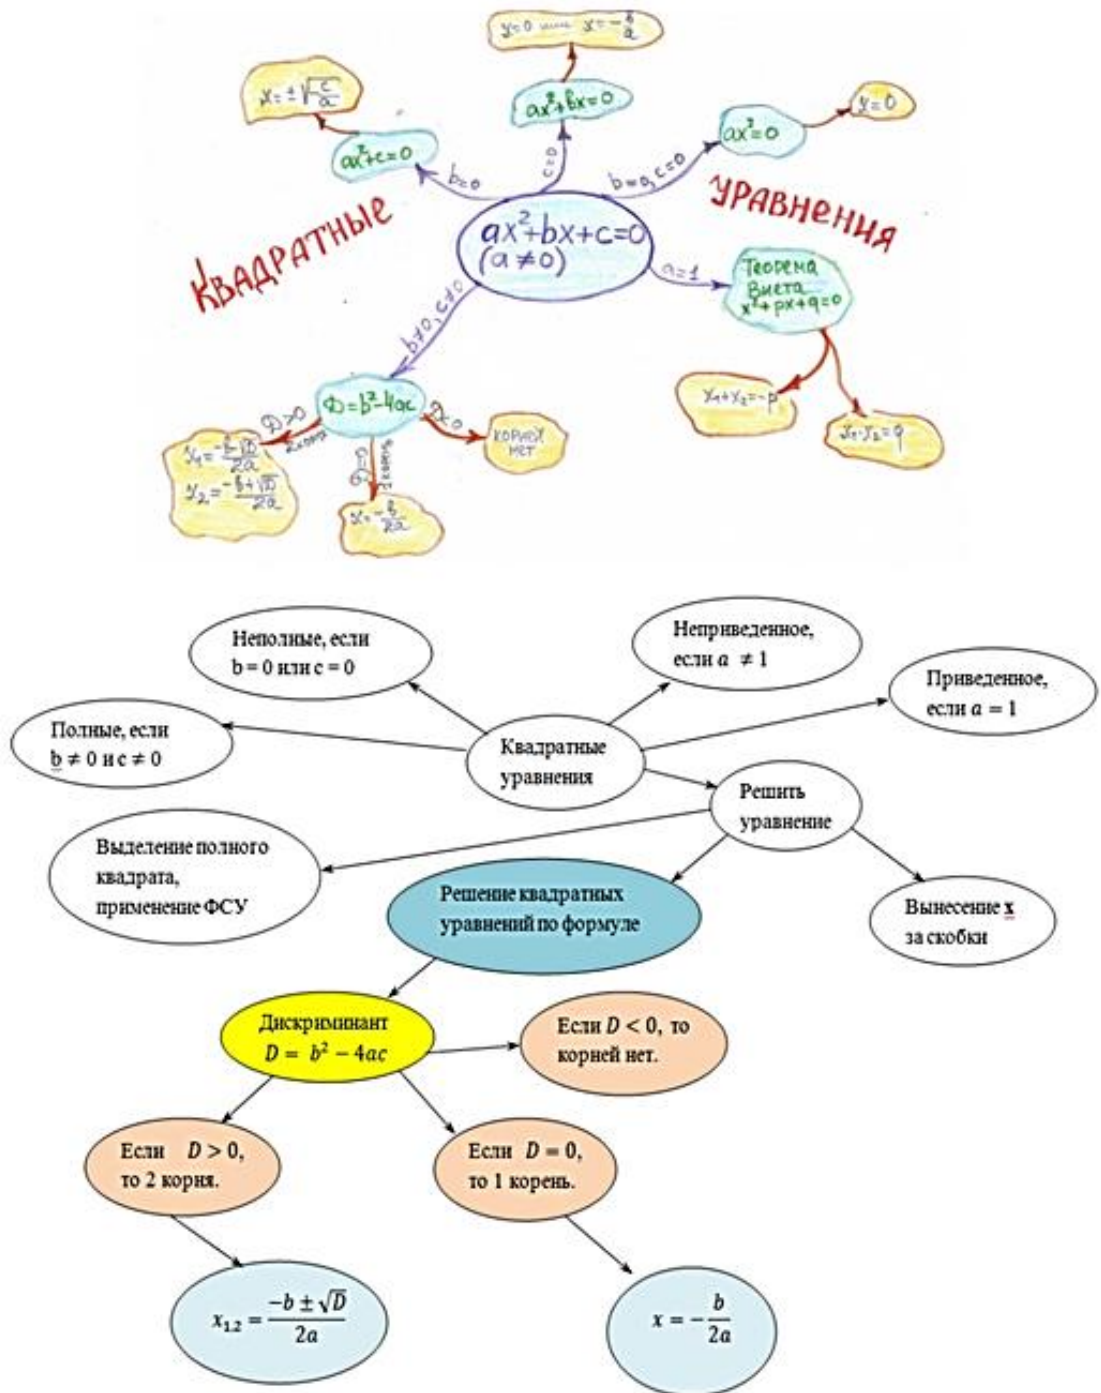 x=0 или x=-b/a
x=±√-c/a
ax²+bx=0
x=0
ax²+c=0
ax²=0
b=0
c=0
b=0, c=0
КВАДРАТНЫЕ
УРАВНЕНИЯ
ax²+bx+c=0
(a≠0)
a=1
Теорема
Виета
x²+px+q=0
b≠0, c≠0
x₁+x₂=-p
x₁·x₂=q
D=b²-4ac
D>0
2 корня
D=0
1 корень
D<0
КОРНЕЙ
НЕТ
x₁=-b-√D/2a
x₂=-b+√D/2a
x=-b/2a
Неполные, если
b = 0 или c = 0
Неприведенное,
если a ≠ 1
Приведенное,
если a = 1
Полные, если
b ≠ 0 и c ≠ 0
Квадратные
уравнения
Решить
уравнение
Выделение полного
квадрата,
применение ФСУ
Решение квадратных
уравнений по формуле
Вынесение x
за скобки
Дискриминант
D = b² − 4ac
Если D < 0, то
корней нет.
Если D > 0,
то 2 корня.
Если D = 0,
то 1 корень.
x₁.₂ = −b ± √D / 2a
x = − b / 2a